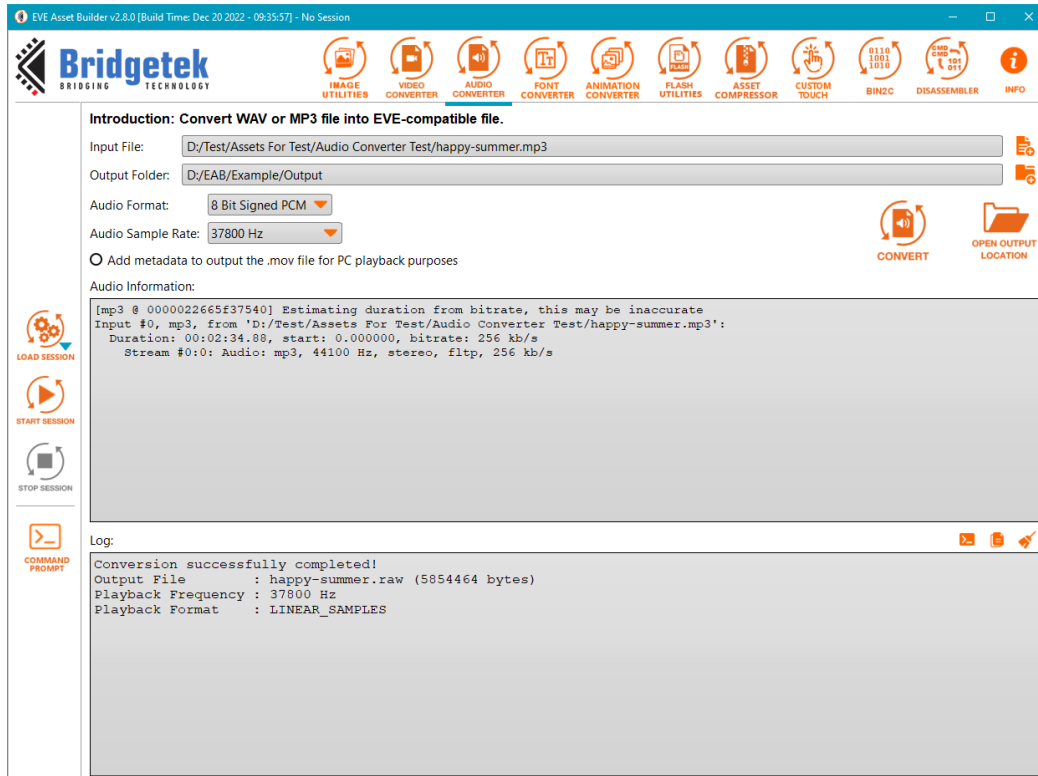 EVE Asset Builder v2.8.0 [Build Time: Dec 20 2022 - 09:35:57] - No Session
Bridgetek
BRIDGING TECHNOLOGY
IMAGE UTILITIES
VIDEO CONVERTER
AUDIO CONVERTER
FONT CONVERTER
ANIMATION CONVERTER
FLASH UTILITIES
ASSET COMPRESSOR
CUSTOM TOUCH
BIN2C
DISASSEMBLER
INFO
Introduction: Convert WAV or MP3 file into EVE-compatible file.
Input File: D:/Test/Assets For Test/Audio Converter Test/happy-summer.mp3
Output Folder: D:/EAB/Example/Output
Audio Format: 8 Bit Signed PCM
Audio Sample Rate: 37800 Hz
CONVERT
OPEN OUTPUT LOCATION
Add metadata to output the .mov file for PC playback purposes
Audio Information:
[mp3 @ 0000022665f37540] Estimating duration from bitrate, this may be inaccurate
Input #0, mp3, from 'D:/Test/Assets For Test/Audio Converter Test/happy-summer.mp3':
Duration: 00:02:34.88, start: 0.000000, bitrate: 256 kb/s
Stream #0:0: Audio: mp3, 44100 Hz, stereo, fltp, 256 kb/s
LOAD SESSION
START SESSION
STOP SESSION
COMMAND PROMPT
Log:
Conversion successfully completed!
Output File : happy-summer.raw (5854464 bytes)
Playback Frequency : 37800 Hz
Playback Format : LINEAR_SAMPLES